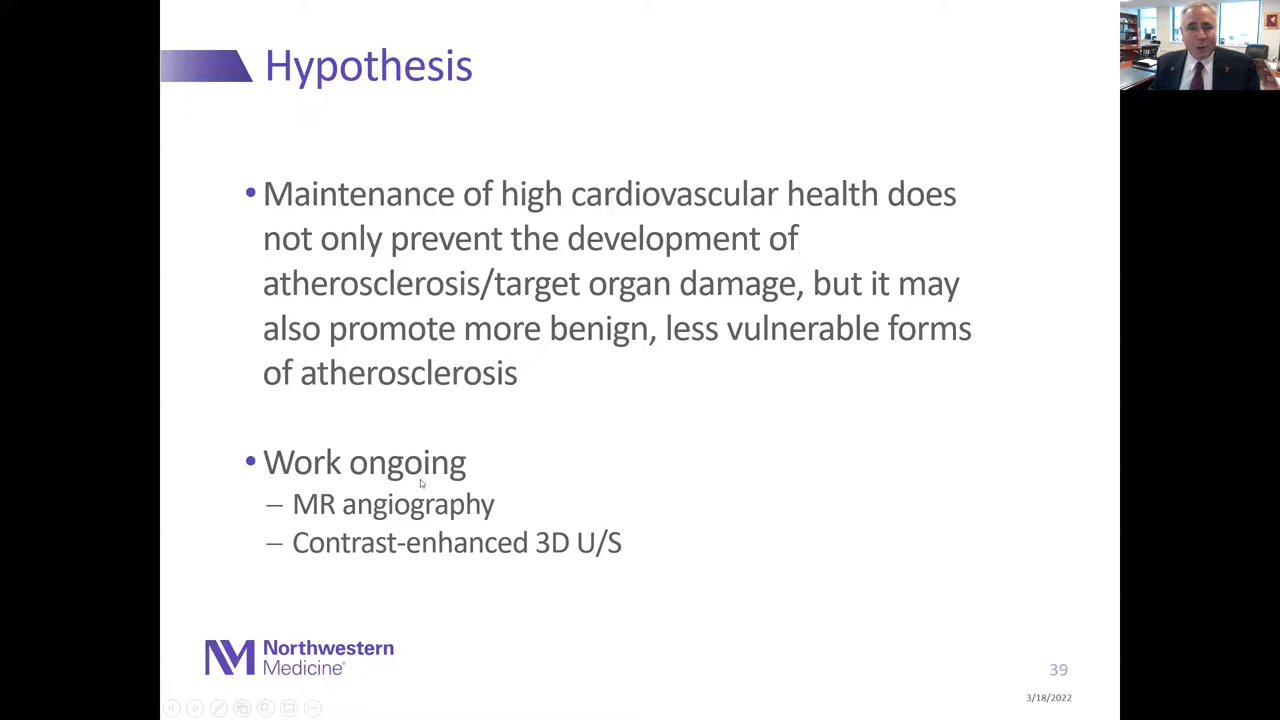 Hypothesis
• Maintenance of high cardiovascular health does
not only prevent the development of
atherosclerosis/target organ damage, but it may
also promote more benign, less vulnerable forms
of atherosclerosis
• Work ongoing
– MR angiography
– Contrast-enhanced 3D U/S
NM Northwestern
Medicine®
39
3/18/2022